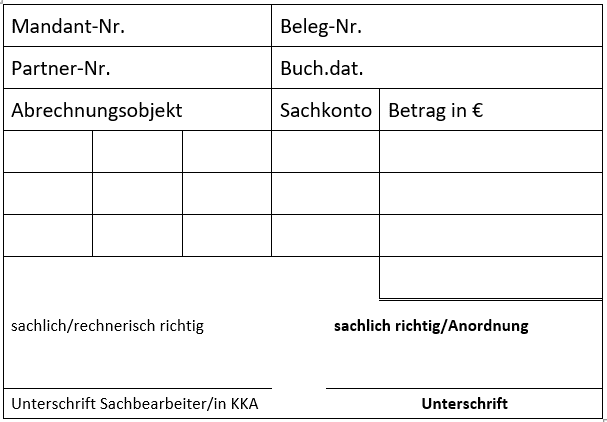 Mandant-Nr. Beleg-Nr.
Partner-Nr. Buch.dat.
Abrechnungsobjekt Sachkonto Betrag in €
sachlich/rechnerisch richtig sachlich richtig/Anordnung
Unterschrift Sachbearbeiter/in KKA Unterschrift